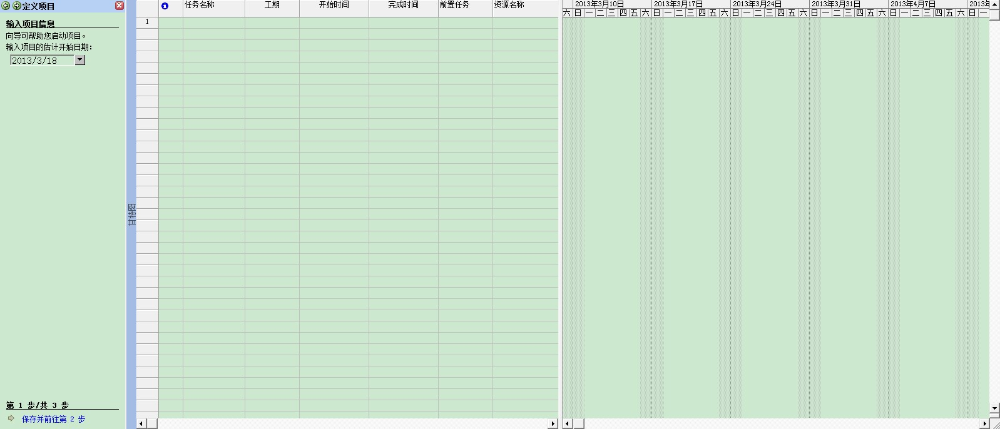 定义项目
输入项目信息
向导可帮助您启动项目。
输入项目的估计开始日期:
2013/3/18
第 1 步/共 3 步
保存并前往第 2 步
甘特图
任务名称 工期 开始时间 完成时间 前置任务 资源名称
1
2013年3月10日 2013年3月17日 2013年3月24日 2013年3月31日 2013年4月7日 2013年
六 日 一 二 三 四 五 六 日 一 二 三 四 五 六 日 一 二 三 四 五 六 日 一 二 三 四 五 六 日 一 二 三 四 五 六 日 一